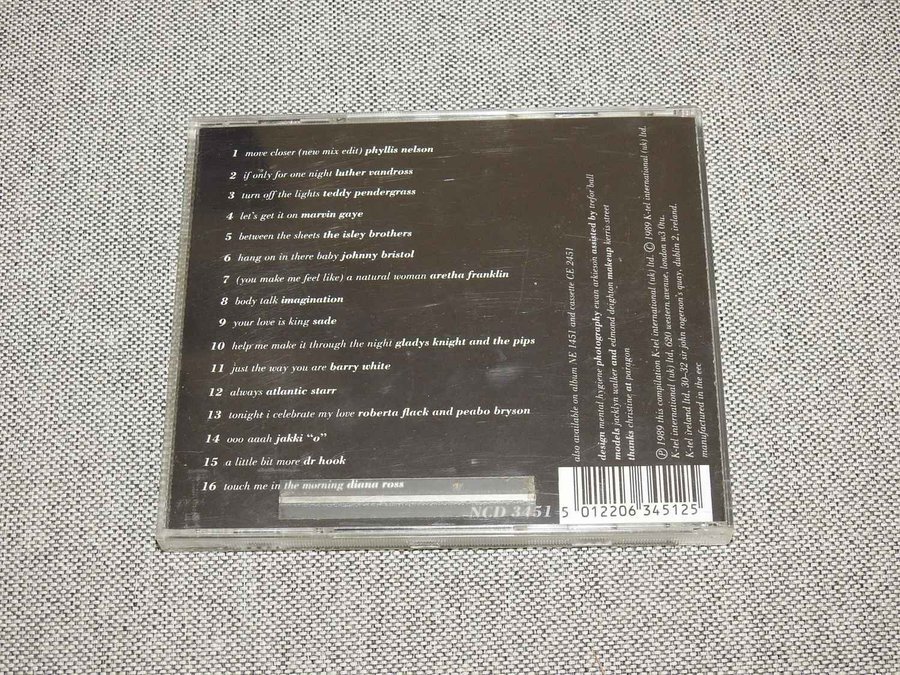 1 move closer (new mix edit) phyllis nelson
2 if only for one night luther vandross
3 turn off the lights teddy pendergrass
4 let's get it on marvin gaye
5 between the sheets the isley brothers
6 hang on in there baby johnny bristol
7 (you make me feel like) a natural woman aretha franklin
8 body talk imagination
9 your love is king sade
10 help me make it through the night gladys knight and the pips
11 just the way you are barry white
12 always atlantic starr
13 tonight i celebrate my love roberta flack and peabo bryson
14 ooo aaah jakki "o"
15 a little bit more dr hook
16 touch me in the morning diana ross
also available on album NE 1451 and cassette CE 2451
design mental hygiene photography ewan arkieson assisted by trefor ball
models jacklyn walker and edmond deighton makeup kerris street
thanks christine at paragon
℗ 1989 this compilation K-tel international (uk) ltd. © 1989 K-tel international (uk) ltd.
K-tel international (uk) ltd, 620 western avenue, london w3 0tu.
K-tel ireland ltd. 30-32 sir john rogerson's quay, dublin 2, ireland.
manufactured in the eec
NCD 3451
5 012206 345125